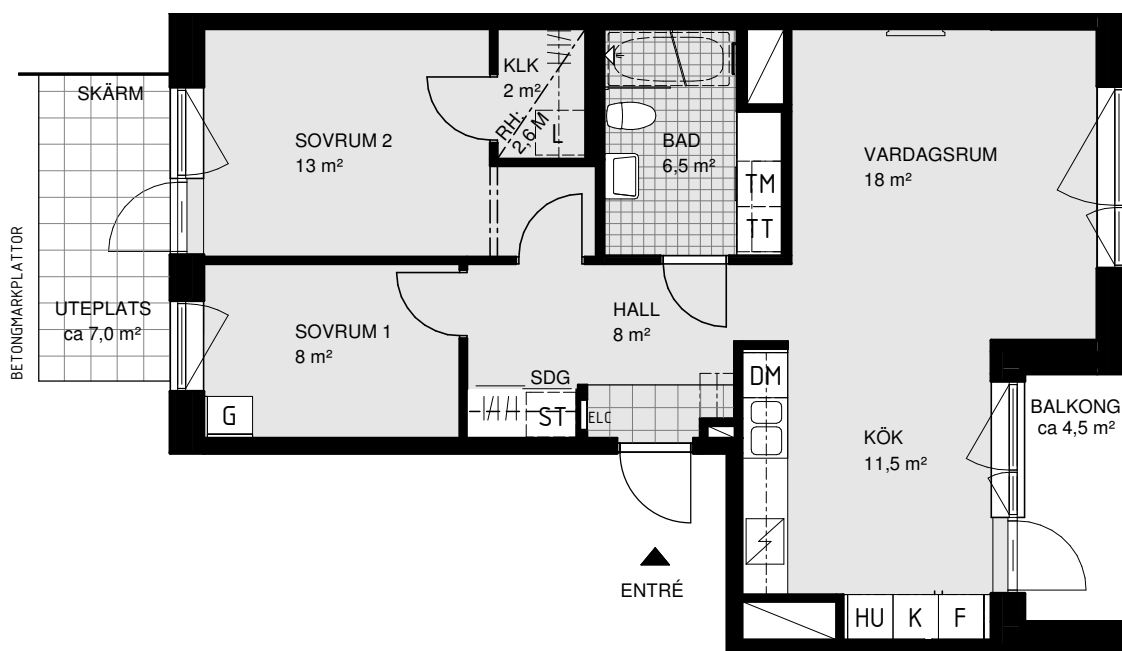 SKÄRM
BETONGMARKPLATTOR
UTEPLATS
ca 7,0 m²
SOVRUM 2
13 m²
KLK
2 m²
RH:
2,6 M
L
BAD
6,5 m²
TM
TT
VARDAGSRUM
18 m²
SOVRUM 1
8 m²
G
HALL
8 m²
SDG
ST
ELC
DM
KÖK
11,5 m²
BALKONG
ca 4,5 m²
ENTRÉ
HU
K
F